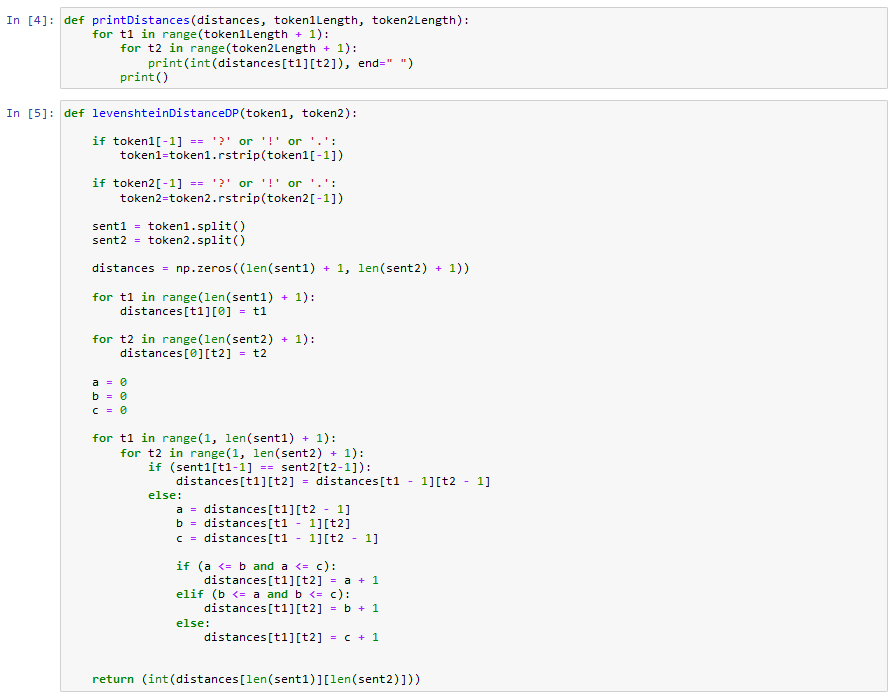 In [4]: def printDistances(distances, token1Length, token2Length):
    for t1 in range(token1Length + 1):
        for t2 in range(token2Length + 1):
            print(int(distances[t1][t2]), end=" ")
        print()
In [5]: def levenshteinDistanceDP(token1, token2):
    if token1[-1] == '?' or '!' or '.':
        token1=token1.rstrip(token1[-1])
    if token2[-1] == '?' or '!' or '.':
        token2=token2.rstrip(token2[-1])
    sent1 = token1.split()
    sent2 = token2.split()
    distances = np.zeros((len(sent1) + 1, len(sent2) + 1))
    for t1 in range(len(sent1) + 1):
        distances[t1][0] = t1
    for t2 in range(len(sent2) + 1):
        distances[0][t2] = t2
    a = 0
    b = 0
    c = 0
    for t1 in range(1, len(sent1) + 1):
        for t2 in range(1, len(sent2) + 1):
            if (sent1[t1-1] == sent2[t2-1]):
                distances[t1][t2] = distances[t1 - 1][t2 - 1]
            else:
                a = distances[t1][t2 - 1]
                b = distances[t1 - 1][t2]
                c = distances[t1 - 1][t2 - 1]
                if (a <= b and a <= c):
                    distances[t1][t2] = a + 1
                elif (b <= a and b <= c):
                    distances[t1][t2] = b + 1
                else:
                    distances[t1][t2] = c + 1
    return (int(distances[len(sent1)][len(sent2)]))